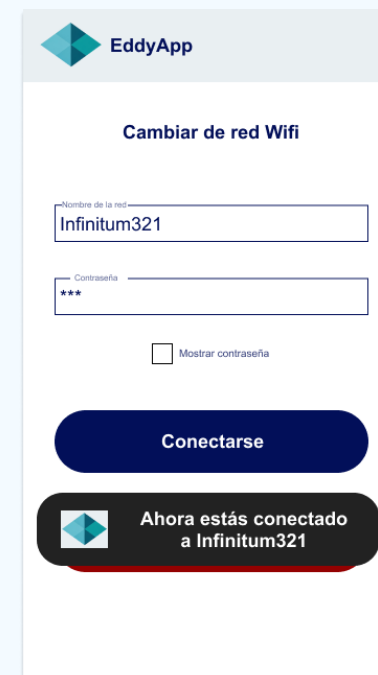 EddyApp
Cambiar de red Wifi
Nombre de la red
Infinitum321
Contraseña
***
Mostrar contraseña
Conectarse
Ahora estás conectado
a Infinitum321